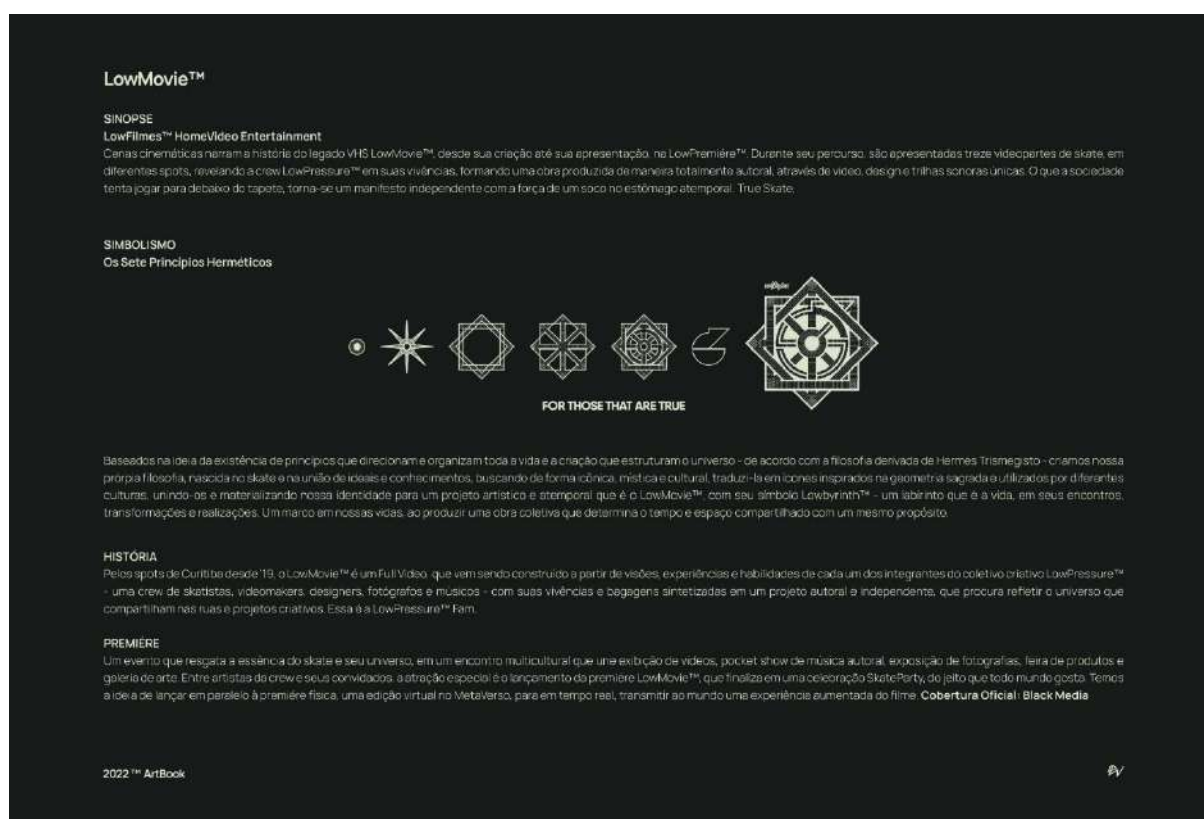 LowMovie™
SINOPSE
LowFilmes™ HomeVideo Entertainment
Cenas cinemáticas narram a história do legado VHS LowMovie™, desde sua criação até sua apresentação, na LowPremiére™. Durante seu percurso, são apresentadas treze videopartes de skate, em
diferentes spots, revelando a crew LowPressure™ em suas vivências, formando uma obra produzida de maneira totalmente autoral, através de video, design e trilhas sonoras únicas. O que a sociedade
tenta jogar para debaixo do tapete, torna-se um manifesto independente com a força de um soco no estômago atemporal. True Skate.
SIMBOLISMO
Os Sete Princípios Herméticos
FOR THOSE THAT ARE TRUE
Baseados na ideia da existência de princípios que direcionam e organizam toda a vida e a criação que estruturam o universo - de acordo com a filosofia derivada de Hermes Trismegisto - criamos nossa
prórpia filosofia, nascida no skate e na união de ideais e conhecimentos, buscando de forma icônica, mística e cultural, traduzi-la em ícones inspirados na geometria sagrada e utilizados por diferentes
culturas, unindo-os e materializando nossa identidade para um projeto artístico e atemporal que é o LowMovie™, com seu símbolo Lowbyrinth™ - um labirinto que é a vida, em seus encontros,
transformações e realizações. Um marco em nossas vidas, ao produzir uma obra coletiva que determina o tempo e espaço compartilhado com um mesmo propósito.
HISTÓRIA
Pelos spots de Curitiba desde '19, o LowMovie™ é um Full Video, que vem sendo construído a partir de visões, experiências e habilidades de cada um dos integrantes do coletivo criativo LowPressure™
- uma crew de skatistas, videomakers, designers, fotógrafos e músicos - com suas vivências e bagagens sintetizadas em um projeto autoral e independente, que procura refletir o universo que
compartilham nas ruas e projetos criativos. Essa é a LowPressure™ Fam.
PREMIÉRE
Um evento que resgata a essência do skate e seu universo, em um encontro multicultural que une exibição de vídeos, pocket show de música autoral, exposição de fotografias, feira de produtos e
galeria de arte. Entre artistas da crew e seus convidados, a atração especial é o lançamento da premiere LowMovie™, que finaliza em uma celebração SkateParty, do jeito que todo mundo gosta. Temos
a ideia de lançar em paralelo à première física, uma edição virtual no MetaVerso, para em tempo real, transmitir ao mundo uma experiência aumentada do filme. Cobertura Oficial: Black Media
2022™ ArtBook